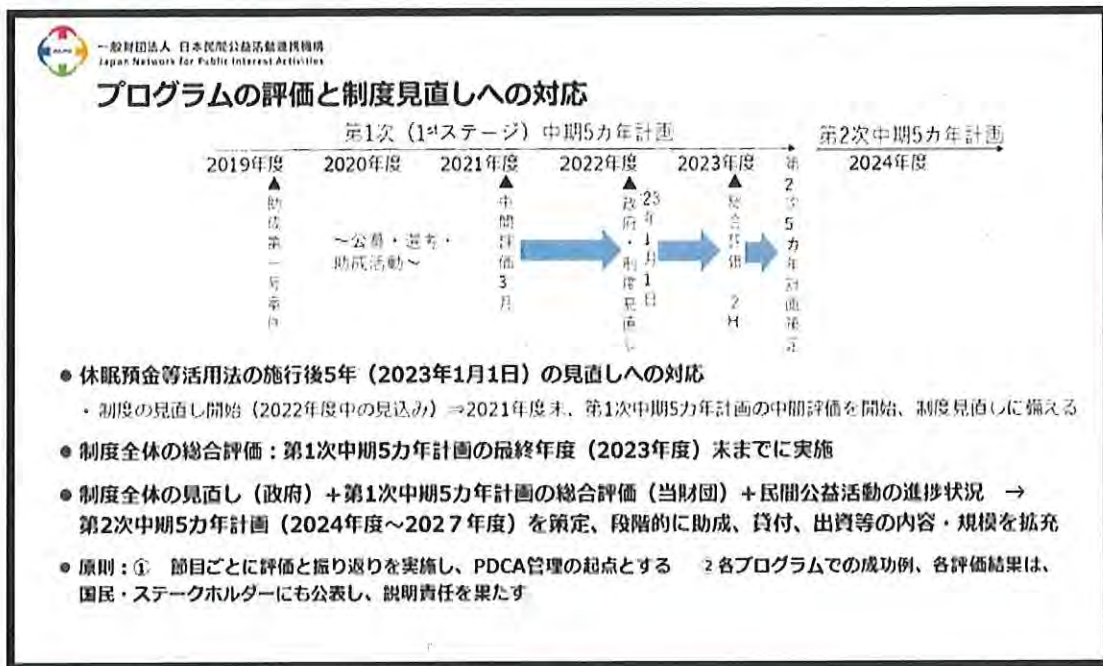 一般財団法人 日本民間公益活動連携機構
Japan Network for Public Interest Activities
プログラムの評価と制度見直しへの対応
第1次（1stステージ）中期5カ年計画
第2次中期5カ年計画
2019年度 2020年度 2021年度 2022年度 2023年度 2024年度
助成第一号案件
～公募・選考・
助成活動～
中間評価3月
政府・制度見直し
23年1月1日
総合評価 2
第2次5カ年計画策定
● 休眠預金等活用法の施行後5年（2023年1月1日）の見直しへの対応
・ 制度の見直し開始（2022年度中の見込み）⇒2021年度末、第1次中期5カ年計画の中間評価を開始、制度見直しに備える
● 制度全体の総合評価：第1次中期5カ年計画の最終年度（2023年度）末までに実施
● 制度全体の見直し（政府）＋第1次中期5カ年計画の総合評価（当財団）＋民間公益活動の進捗状況 →
第2次中期5カ年計画（2024年度～2027年度）を策定、段階的に助成、貸付、出資等の内容・規模を拡充
● 原則：① 節目ごとに評価と振り返りを実施し、PDCA管理の起点とする 2各プログラムでの成功例、各評価結果は、
国民・ステークホルダーにも公表し、説明責任を果たす